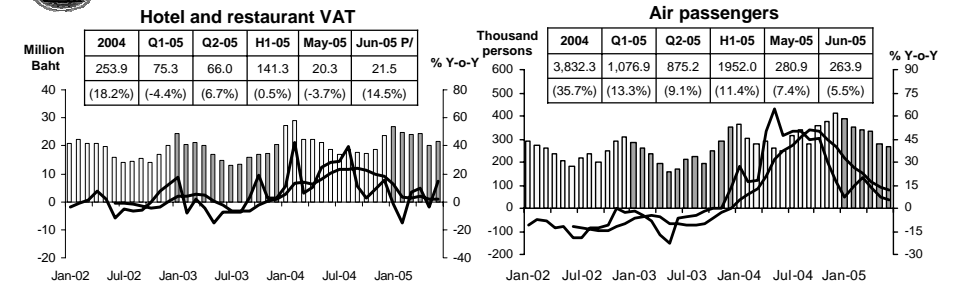 Hotel and restaurant VAT
Million Baht
% Y-o-Y
2004 Q1-05 Q2-05 H1-05 May-05 Jun-05 P/
253.9 75.3 66.0 141.3 20.3 21.5
(18.2%) (-4.4%) (6.7%) (0.5%) (-3.7%) (14.5%)
40 80
30 60
20 40
10 20
0 0
-10 -20
-20 -40
Jan-02 Jul-02 Jan-03 Jul-03 Jan-04 Jul-04 Jan-05
Air passengers
Thousand persons
% Y-o-Y
2004 Q1-05 Q2-05 H1-05 May-05 Jun-05
3,832.3 1,076.9 875.2 1952.0 280.9 263.9
(35.7%) (13.3%) (9.1%) (11.4%) (7.4%) (5.5%)
600 90
500 75
400 60
300 45
200 30
100 15
0 0
-100 -15
-200 -30
Jan-02 Jul-02 Jan-03 Jul-03 Jan-04 Jul-04 Jan-05